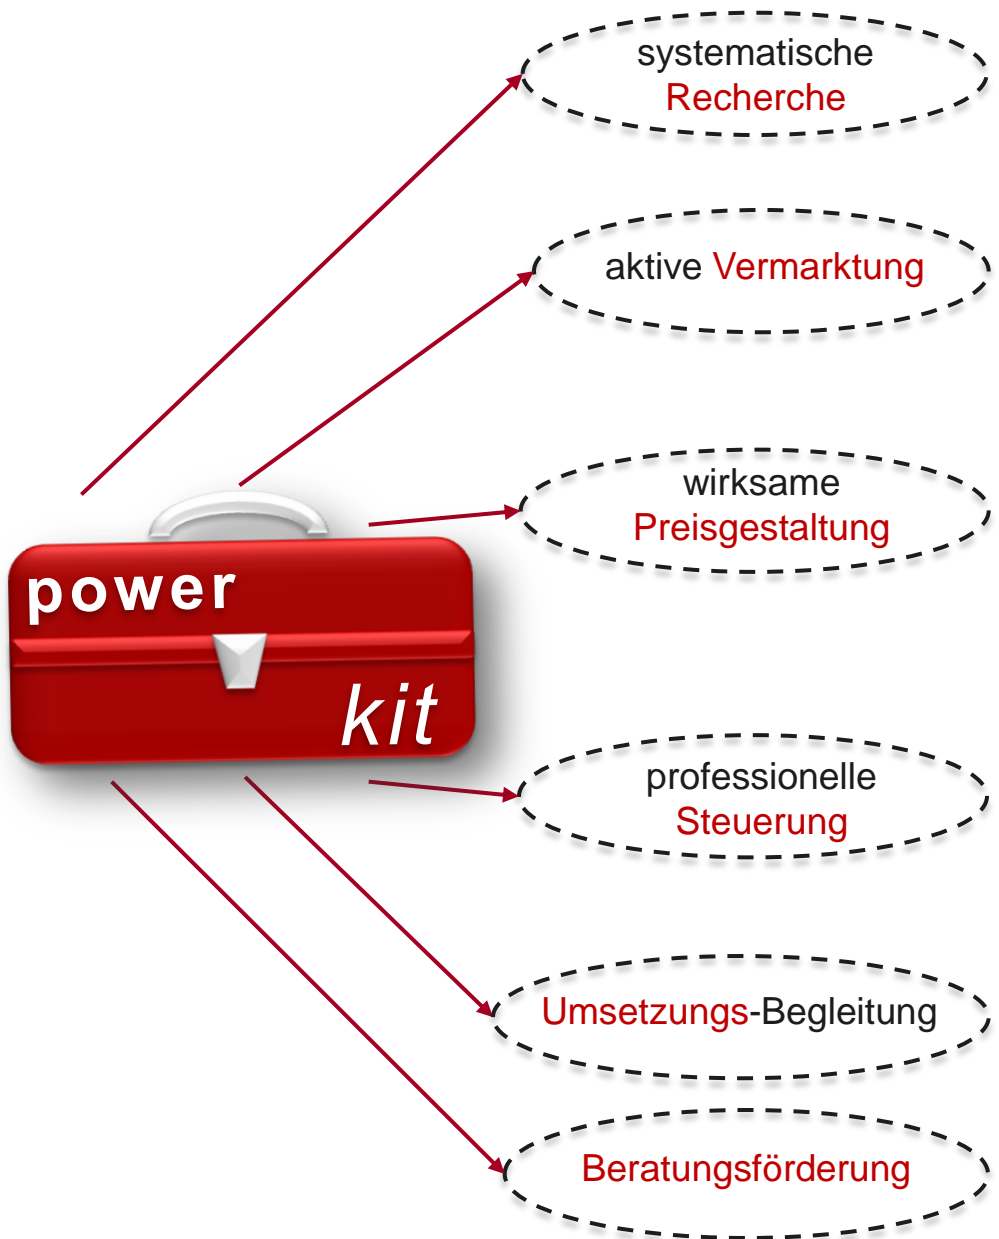 systematische
Recherche
aktive Vermarktung
wirksame
Preisgestaltung
power
kit
professionelle
Steuerung
Umsetzungs-Begleitung
Beratungsförderung